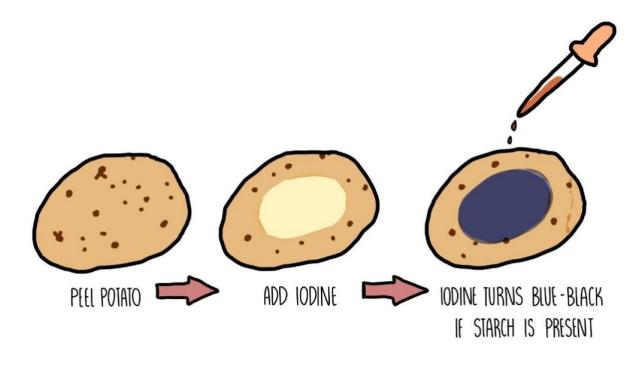 PEEL POTATO
ADD IODINE
IODINE TURNS BLUE-BLACK
IF STARCH IS PRESENT